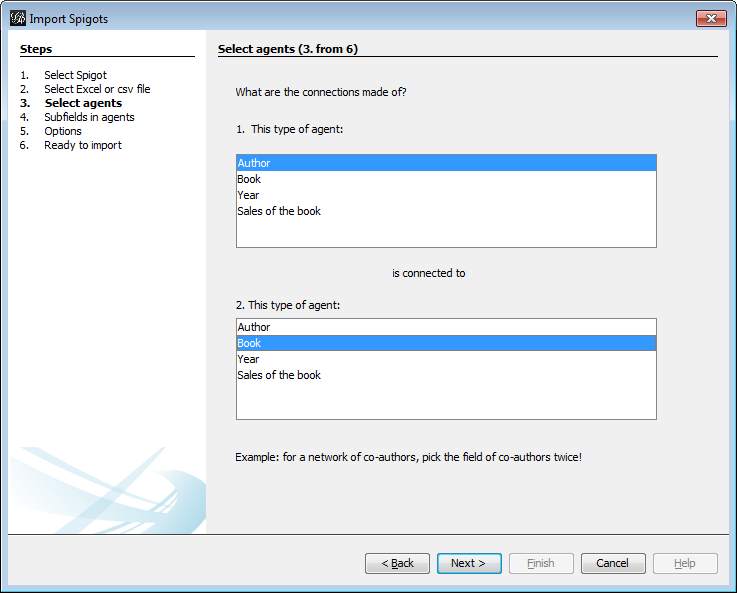 Import Spigots
Steps
1. Select Spigot
2. Select Excel or csv file
3. Select agents
4. Subfields in agents
5. Options
6. Ready to import
Select agents (3. from 6)
What are the connections made of?
1. This type of agent:
Author
Book
Year
Sales of the book
is connected to
2. This type of agent:
Author
Book
Year
Sales of the book
Example: for a network of co-authors, pick the field of co-authors twice!
< Back
Next >
Finish
Cancel
Help